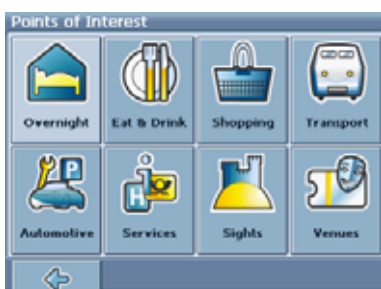 Points of Interest
Overnight Eat & Drink Shopping Transport
P
H
Automotive Services Sights Venues